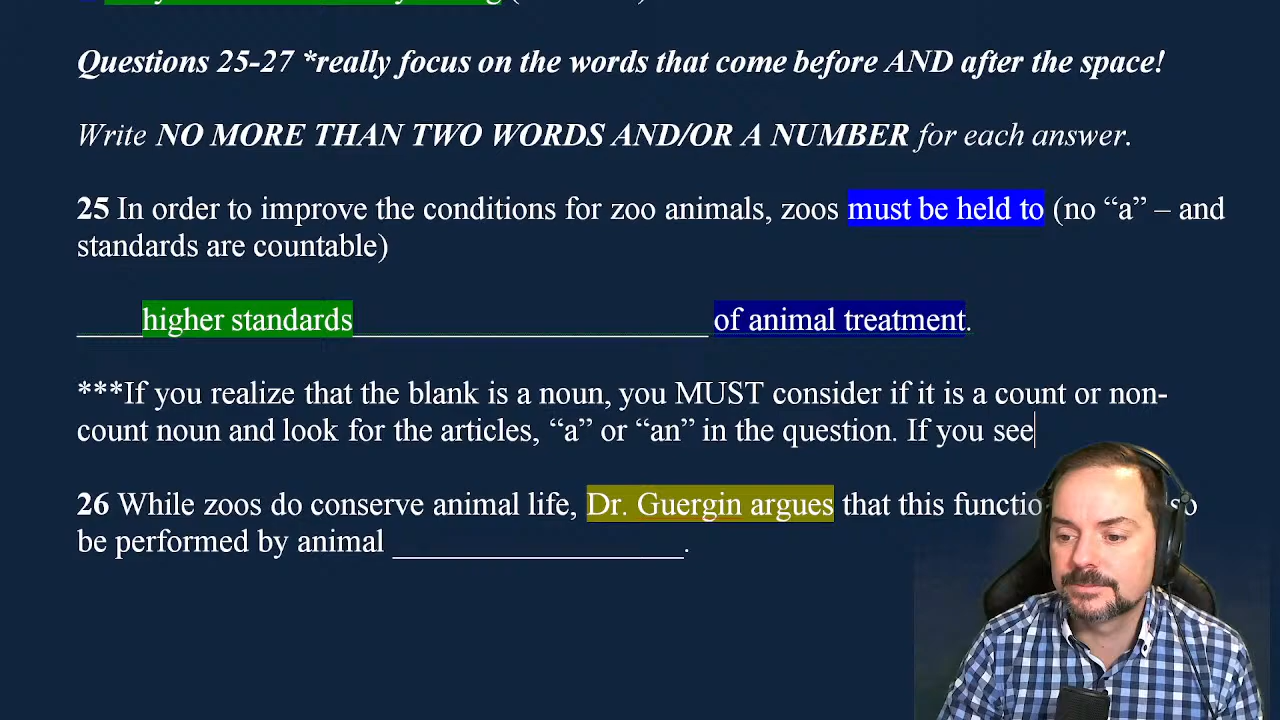 Questions 25-27 *really focus on the words that come before AND after the space!
Write NO MORE THAN TWO WORDS AND/OR A NUMBER for each answer.
25 In order to improve the conditions for zoo animals, zoos must be held to (no “a” – and
standards are countable)
_____higher standards___________________________ of animal treatment.
***If you realize that the blank is a noun, you MUST consider if it is a count or non-
count noun and look for the articles, “a” or “an” in the question. If you see
26 While zoos do conserve animal life, Dr. Guergin argues that this
be performed by animal ______________________.